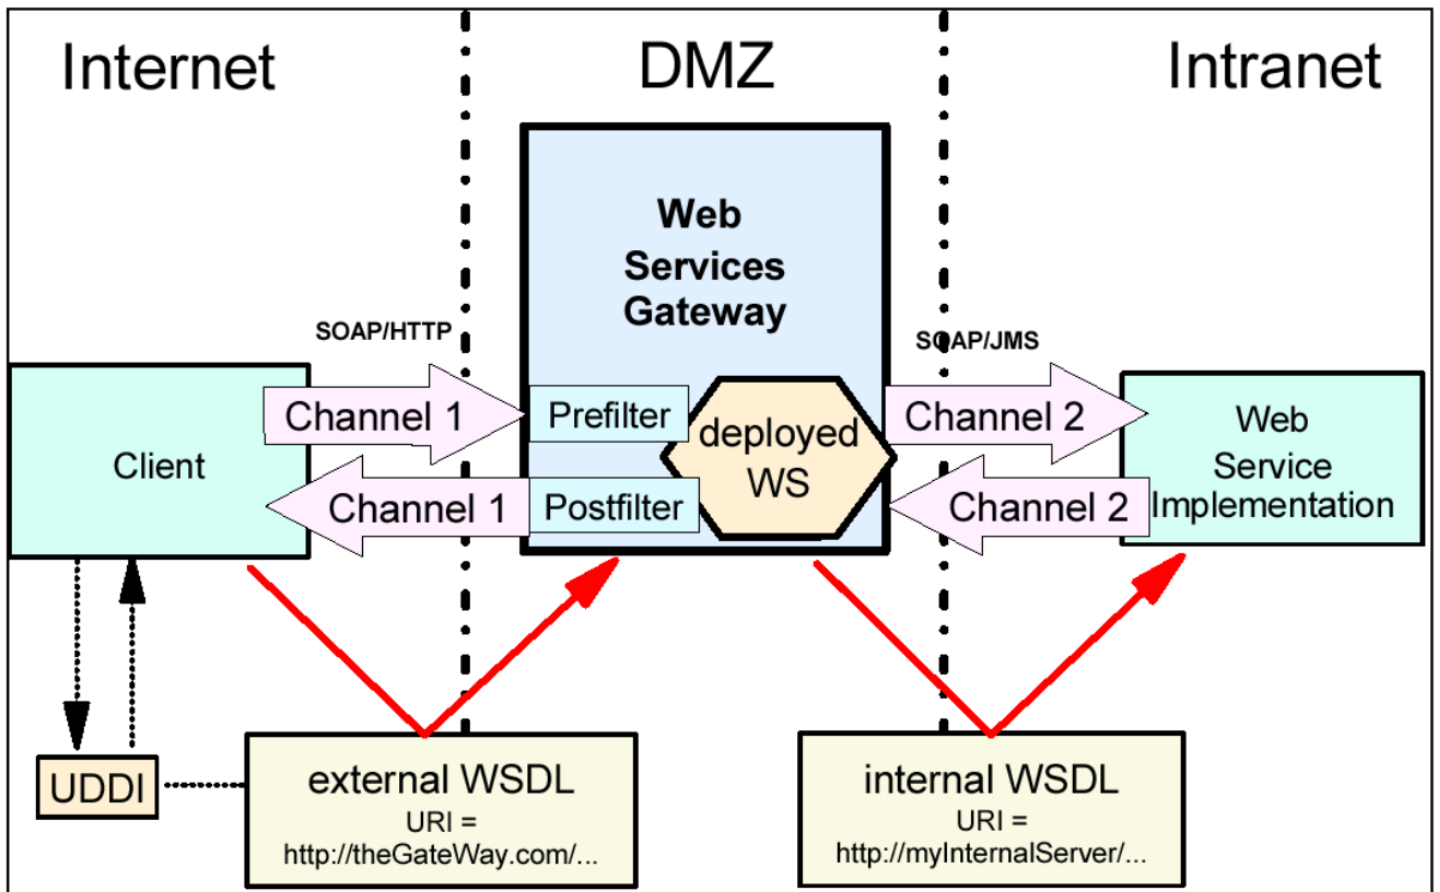 Internet
DMZ
Intranet
Web
Services
Gateway
SOAP/HTTP
SOAP/JMS
Client
Channel 1
Prefilter
deployed
WS
Channel 2
Web
Service
Implementation
Channel 1
Postfilter
Channel 2
UDDI
external WSDL
URI =
http://theGateWay.com/...
internal WSDL
URI =
http://myInternalServer/...